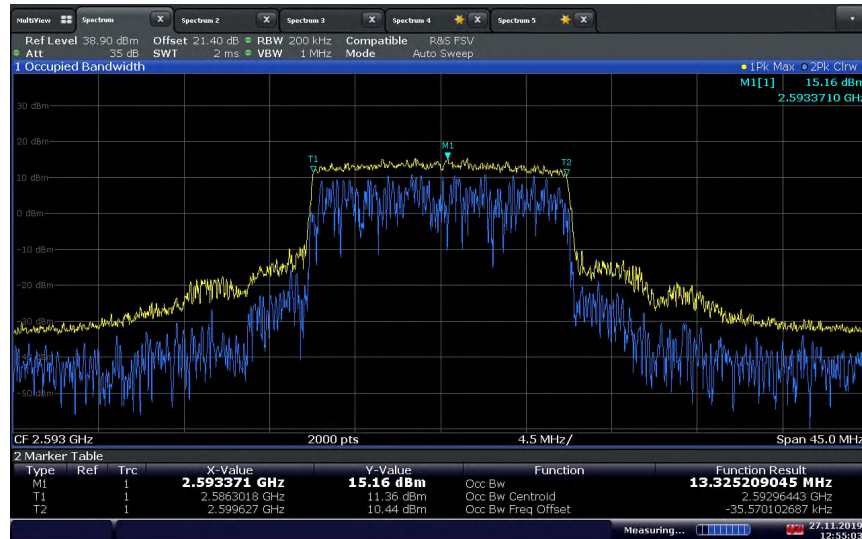 MultiView Spectrum X Spectrum 2 X Spectrum 3 X Spectrum 4 X Spectrum 5 X
Ref Level 38.90 dBm Offset 21.40 dB RBW 200 kHz Compatible R&S FSV
Att 35 dB SWT 2 ms VBW 1 MHz Mode Auto Sweep
1 Occupied Bandwidth 1Pk Max 2Pk Clrw
M1[1] 15.16 dBm
2.5933710 GHz
30 dBm
20 dBm
M1
T1
T2
10 dBm
0 dBm
-10 dBm
-20 dBm
-30 dBm
-40 dBm
-50 dBm
CF 2.593 GHz 2000 pts 4.5 MHz/ Span 45.0 MHz
2 Marker Table
Type Ref Trc X-Value Y-Value Function Function Result
M1 1 2.593371 GHz 15.16 dBm Occ Bw 13.325209045 MHz
T1 1 2.5863018 GHz 11.36 dBm Occ Bw Centroid 2.59296443 GHz
T2 1 2.599627 GHz 10.44 dBm Occ Bw Freq Offset -35.570102687 kHz
Measuring... 27.11.2019
12:55:03